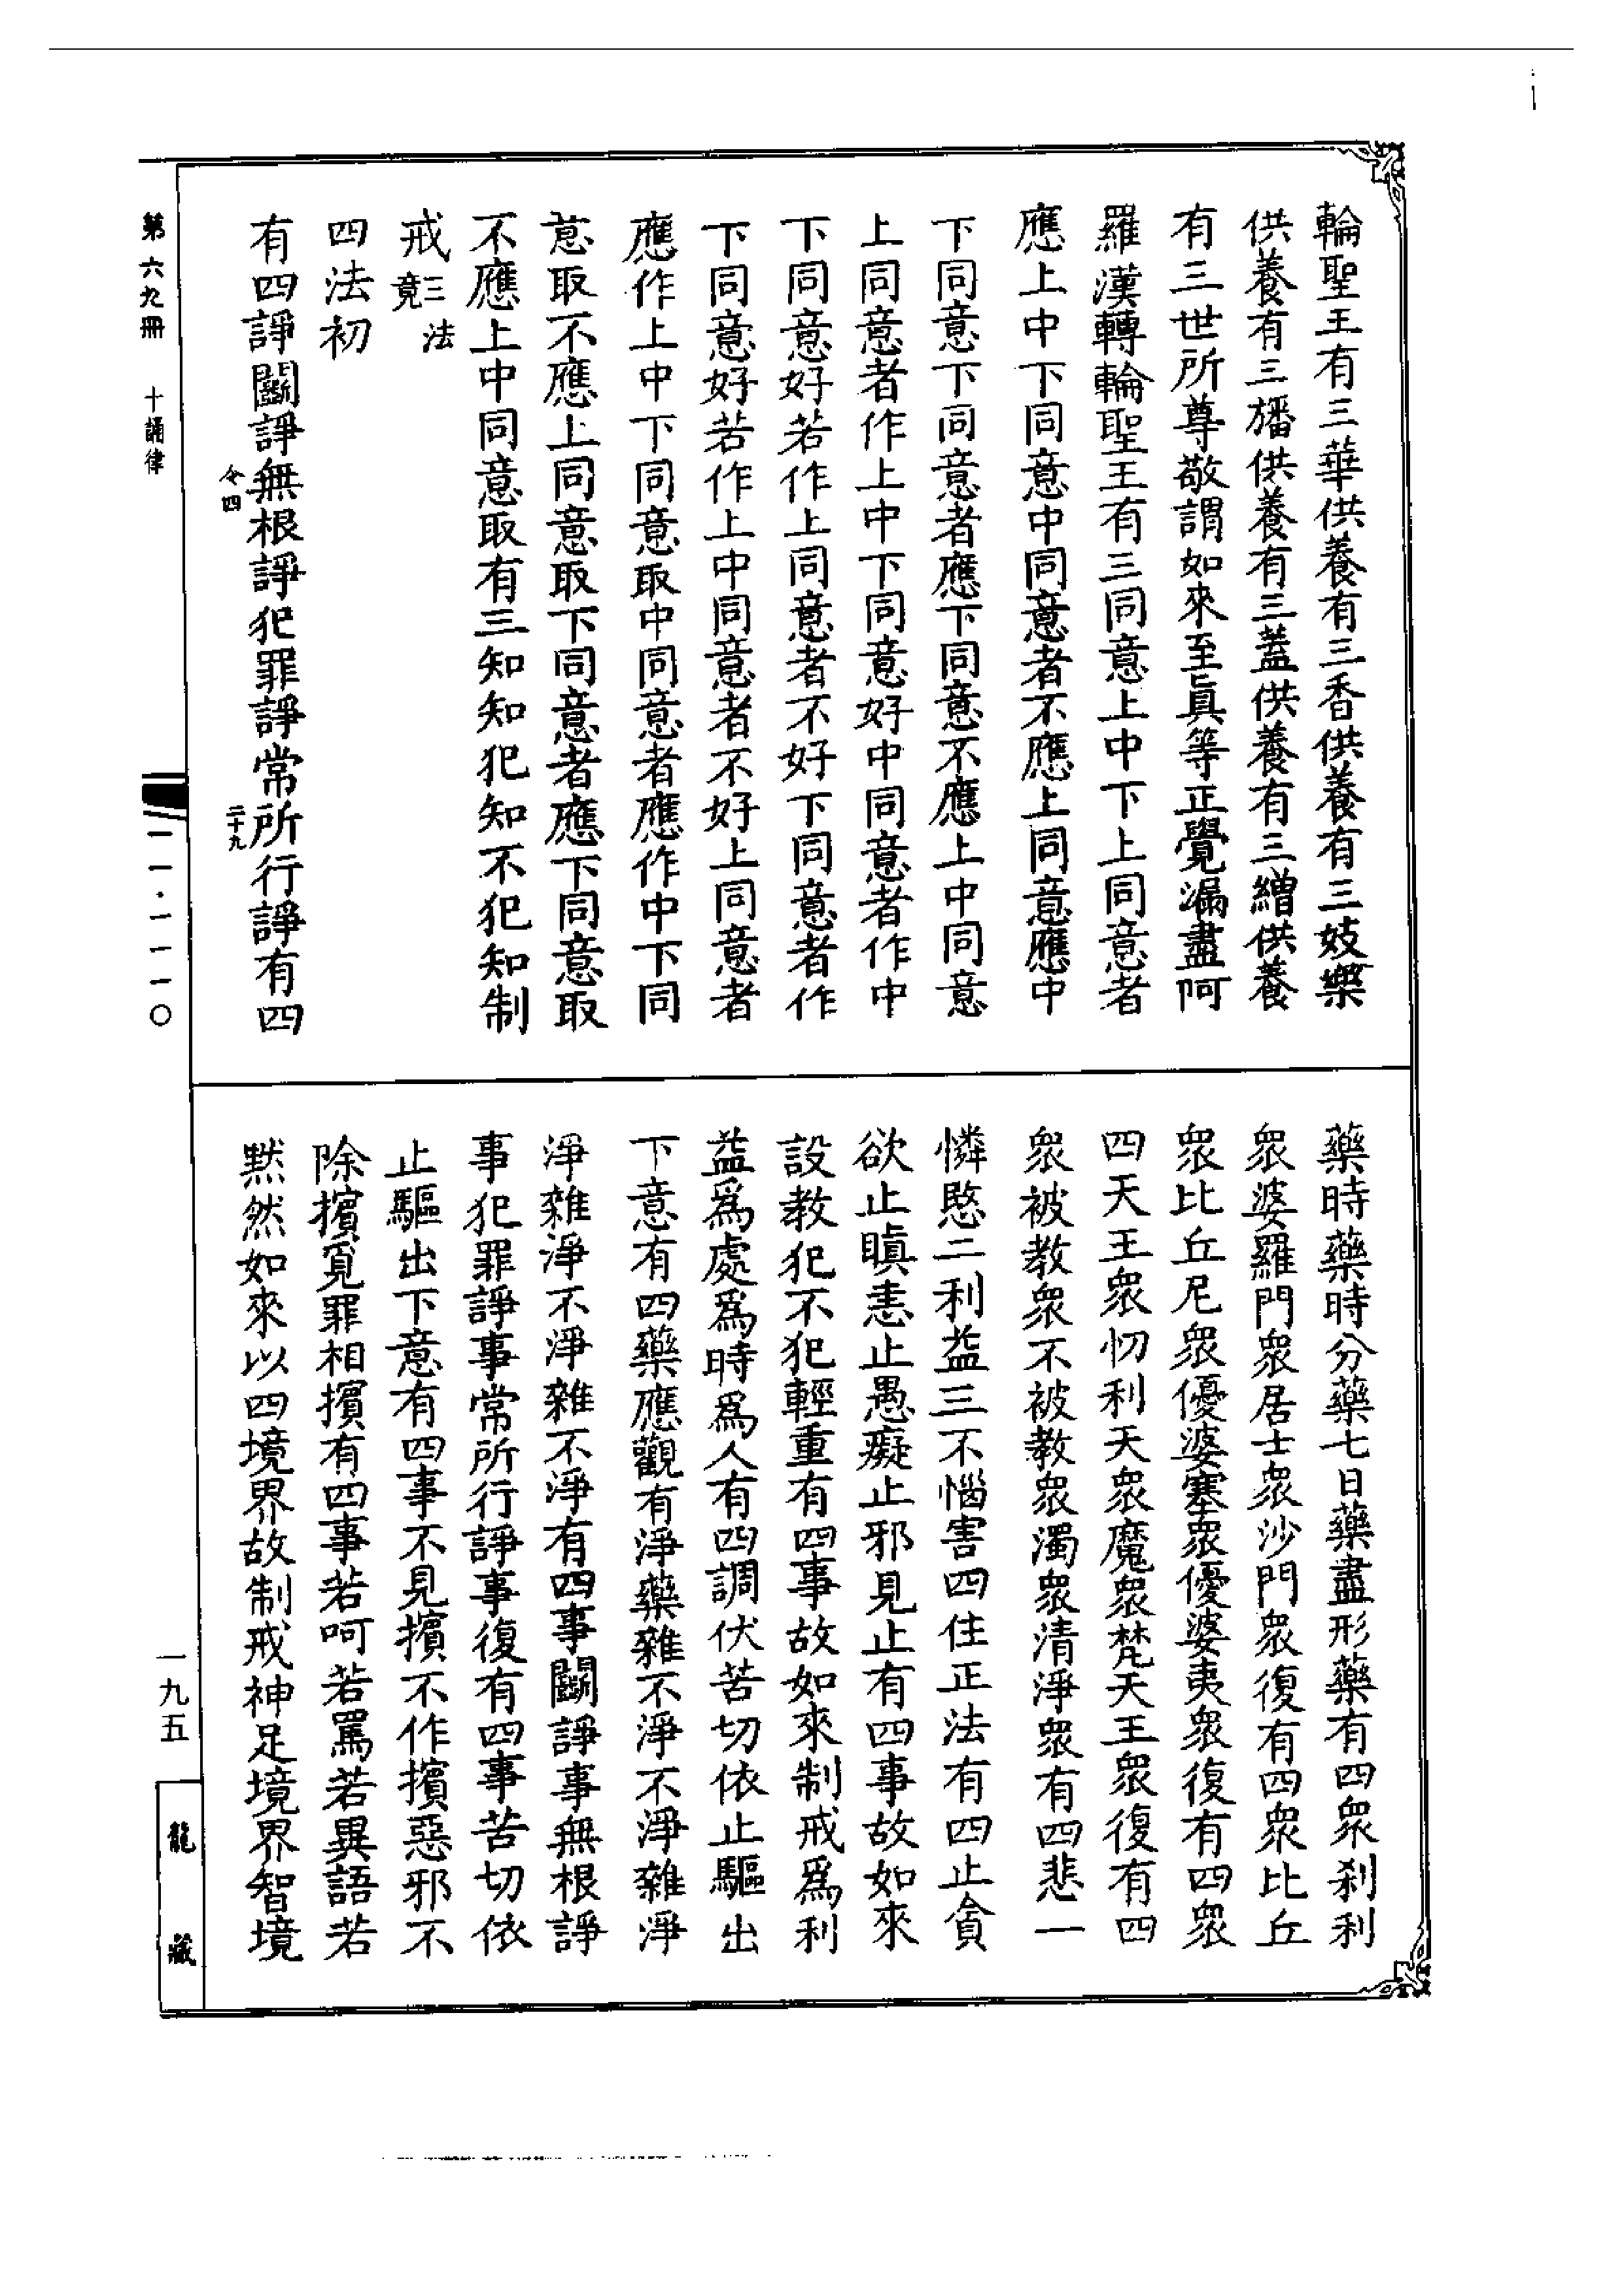 輪聖王有三華供養有三香供養有三妓樂
供養有三旛供養有三蓋供養有三繒供養
有三世所尊敬謂如來至真等正覺漏盡阿
羅漢轉輪聖王有三同意上中下上同意者
應上中下同意中同意者不應上同意應中
下同意下同意者應下同意不應上中同意
上同意者作上中下同意好中同意者作中
下同意好若作上同意者不好下同意者作
下同意好若作上中同意者不好上同意者
應作上中下同意取中同意者應作中下同
意取不應上同意取下同意者應下同意取
不應上中同意取有三知知犯知不犯知制
戒三法竟
四法初
有四諍鬬諍無根諍犯罪諍常所行諍有四
藥時藥時分藥七日藥盡形藥有四衆剎利
衆婆羅門衆居士衆沙門衆復有四衆比丘
衆比丘尼衆優婆塞衆優婆夷衆復有四衆
四天王衆忉利天衆魔衆梵天王衆復有四
衆被教衆不被教衆濁衆清淨衆有四悲一
憐愍二利益三不惱害四住正法有四止貪
欲止瞋恚止愚癡止邪見止有四事故如來
設教犯不犯輕重有四事故如來制戒爲利
益爲處爲時爲人有四調伏苦切依止驅出
下意有四藥應觀有淨藥雜不淨不淨雜淨
淨雜淨不淨雜不淨有四事鬬諍事無根諍
事犯罪諍事常所行諍事復有四事苦切依
止驅出下意有四事不見擯不作擯惡邪不
除擯覓罪相擯有四事若呵若罵若異語若
黙然如來以四境界故制戒神足境界智境
第六九冊 十誦律
令四
二十九
一一·一一一〇
一九五
龍藏